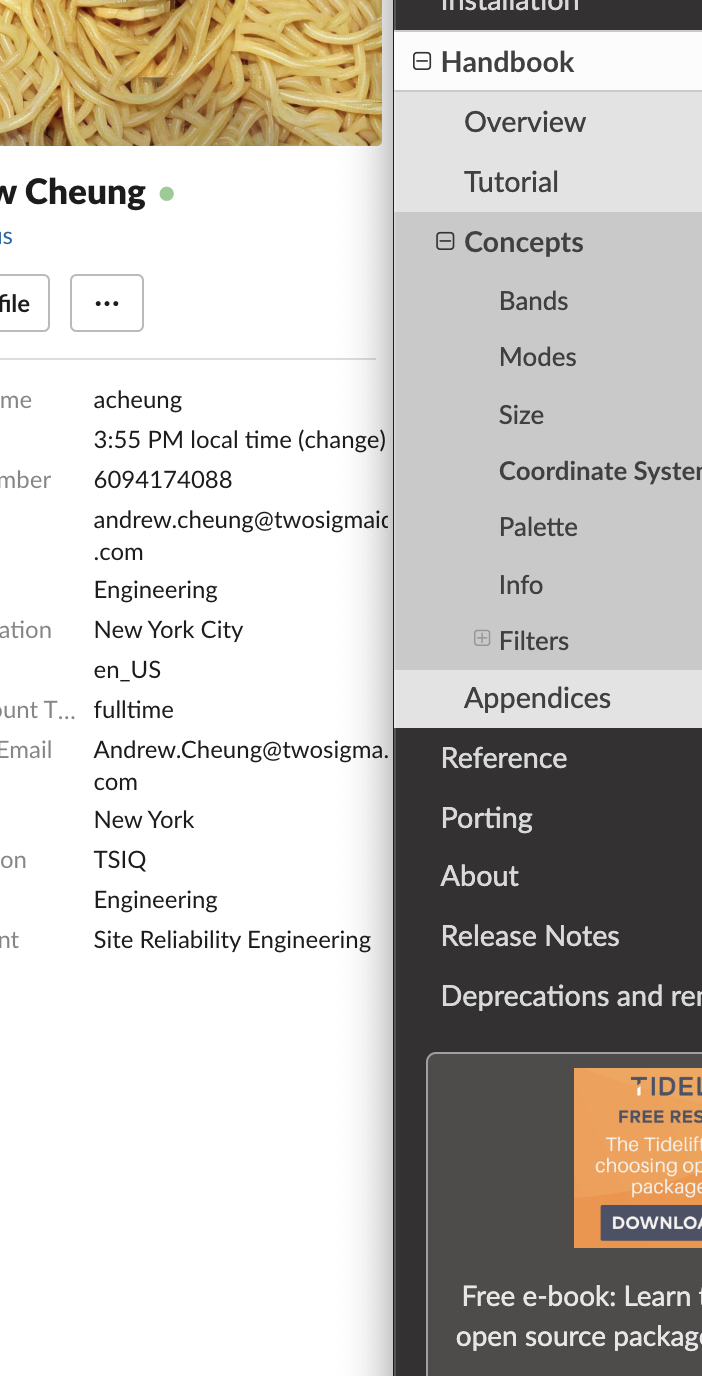 Installation
Handbook
Overview
Tutorial
Concepts
Bands
Modes
Size
Coordinate
Palette
Info
Filters
Appendices
Reference
Porting
About
Release Notes
Deprecations and
TIDEL
FREE RES
The Tidelift
choosing op
package
DOWNLOA
Free e-book: Learn
open source packag
w Cheung
us
file
...
me acheung
3:55 PM local time (change)
mber 6094174088
andrew.cheung@twosigmaic
.com
Engineering
ation New York City
en_US
ount T... fulltime
Email Andrew.Cheung@twosigma.
com
New York
on TSIQ
Engineering
nt Site Reliability Engineering